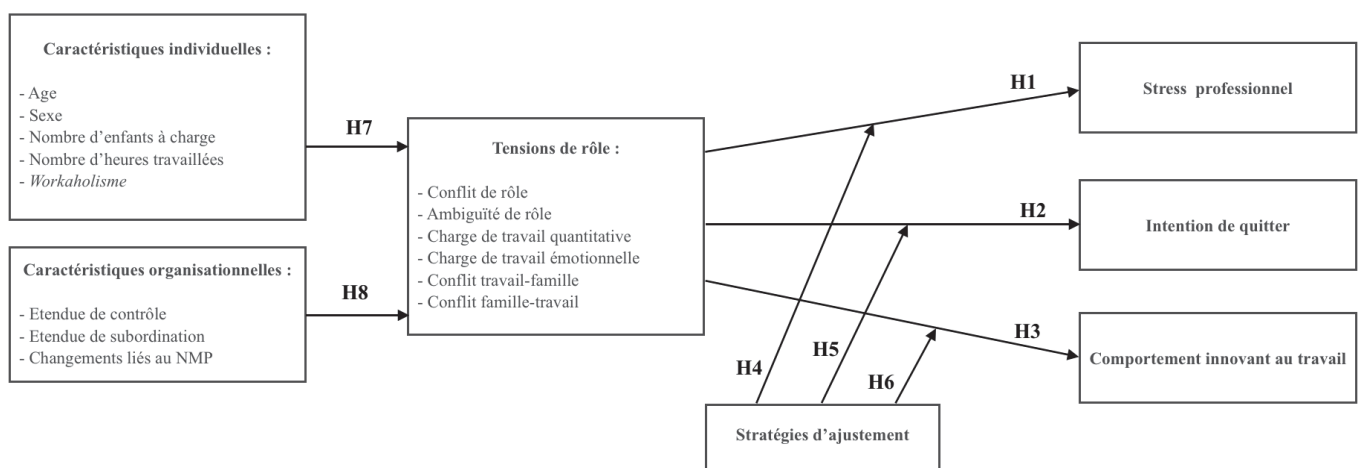 Caractéristiques individuelles :
- Age
- Sexe
- Nombre d'enfants à charge
- Nombre d'heures travaillées
- Workaholisme
H7
Caractéristiques organisationnelles :
- Etendue de contrôle
- Etendue de subordination
- Changements liés au NMP
H8
Tensions de rôle :
- Conflit de rôle
- Ambiguïté de rôle
- Charge de travail quantitative
- Charge de travail émotionnelle
- Conflit travail-famille
- Conflit famille-travail
H1
Stress professionnel
H2
Intention de quitter
H3
Comportement innovant au travail
H4
H5
H6
Stratégies d'ajustement